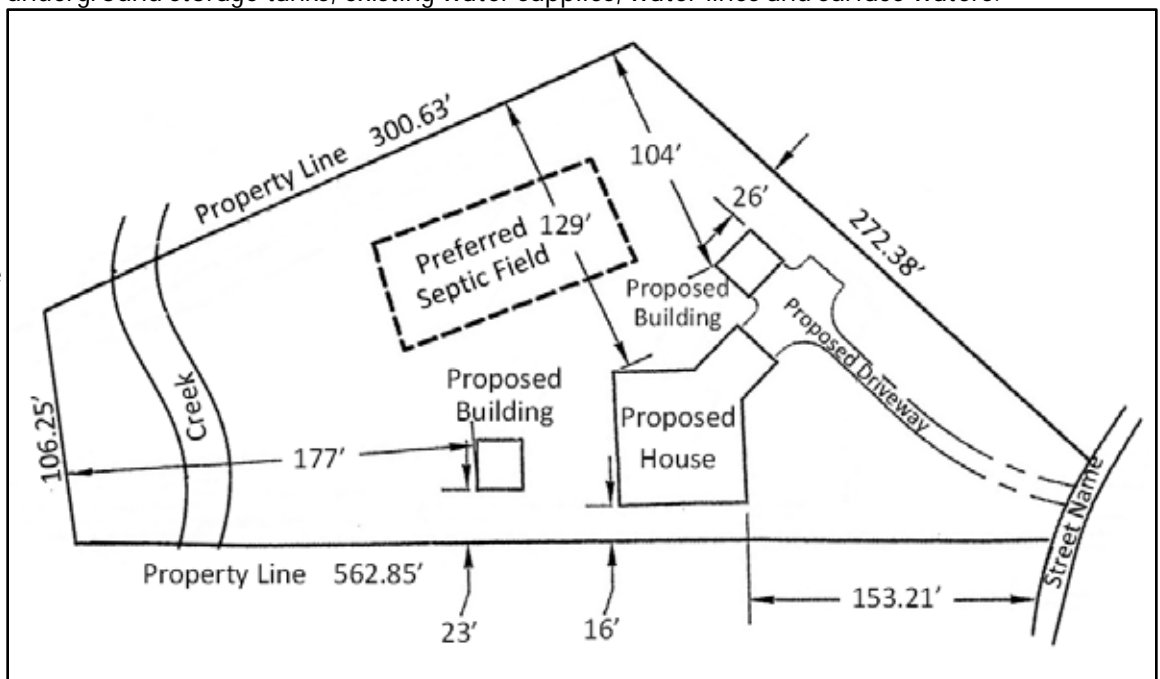 underground storage tanks, existing water supplies, water lines and surface waters.
Property Line 300.63’
104’
26’
272.38’
129’
Preferred
Septic Field
Proposed
Building
Proposed Driveway
Creek
106.25’
Proposed
Building
177’
Proposed
House
Street Name
Property Line 562.85’
153.21’
23’
16’